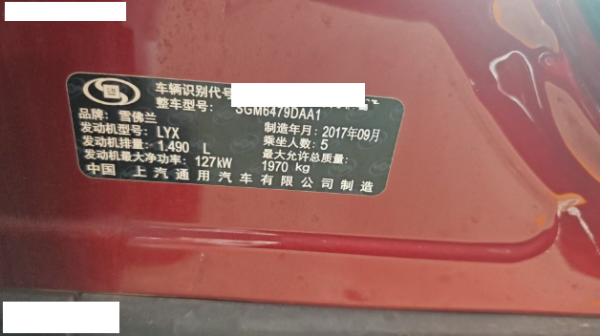 车辆识别代号
整车型号: SGM6479DAA1
品牌: 雪佛兰 制造年月: 2017年09月
发动机型号: LYX 乘坐人数: 5
发动机排量: 1.490 L 最大允许总质量:
发动机最大净功率: 127kW 1970 kg
中国 上汽通用汽车有限公司制造